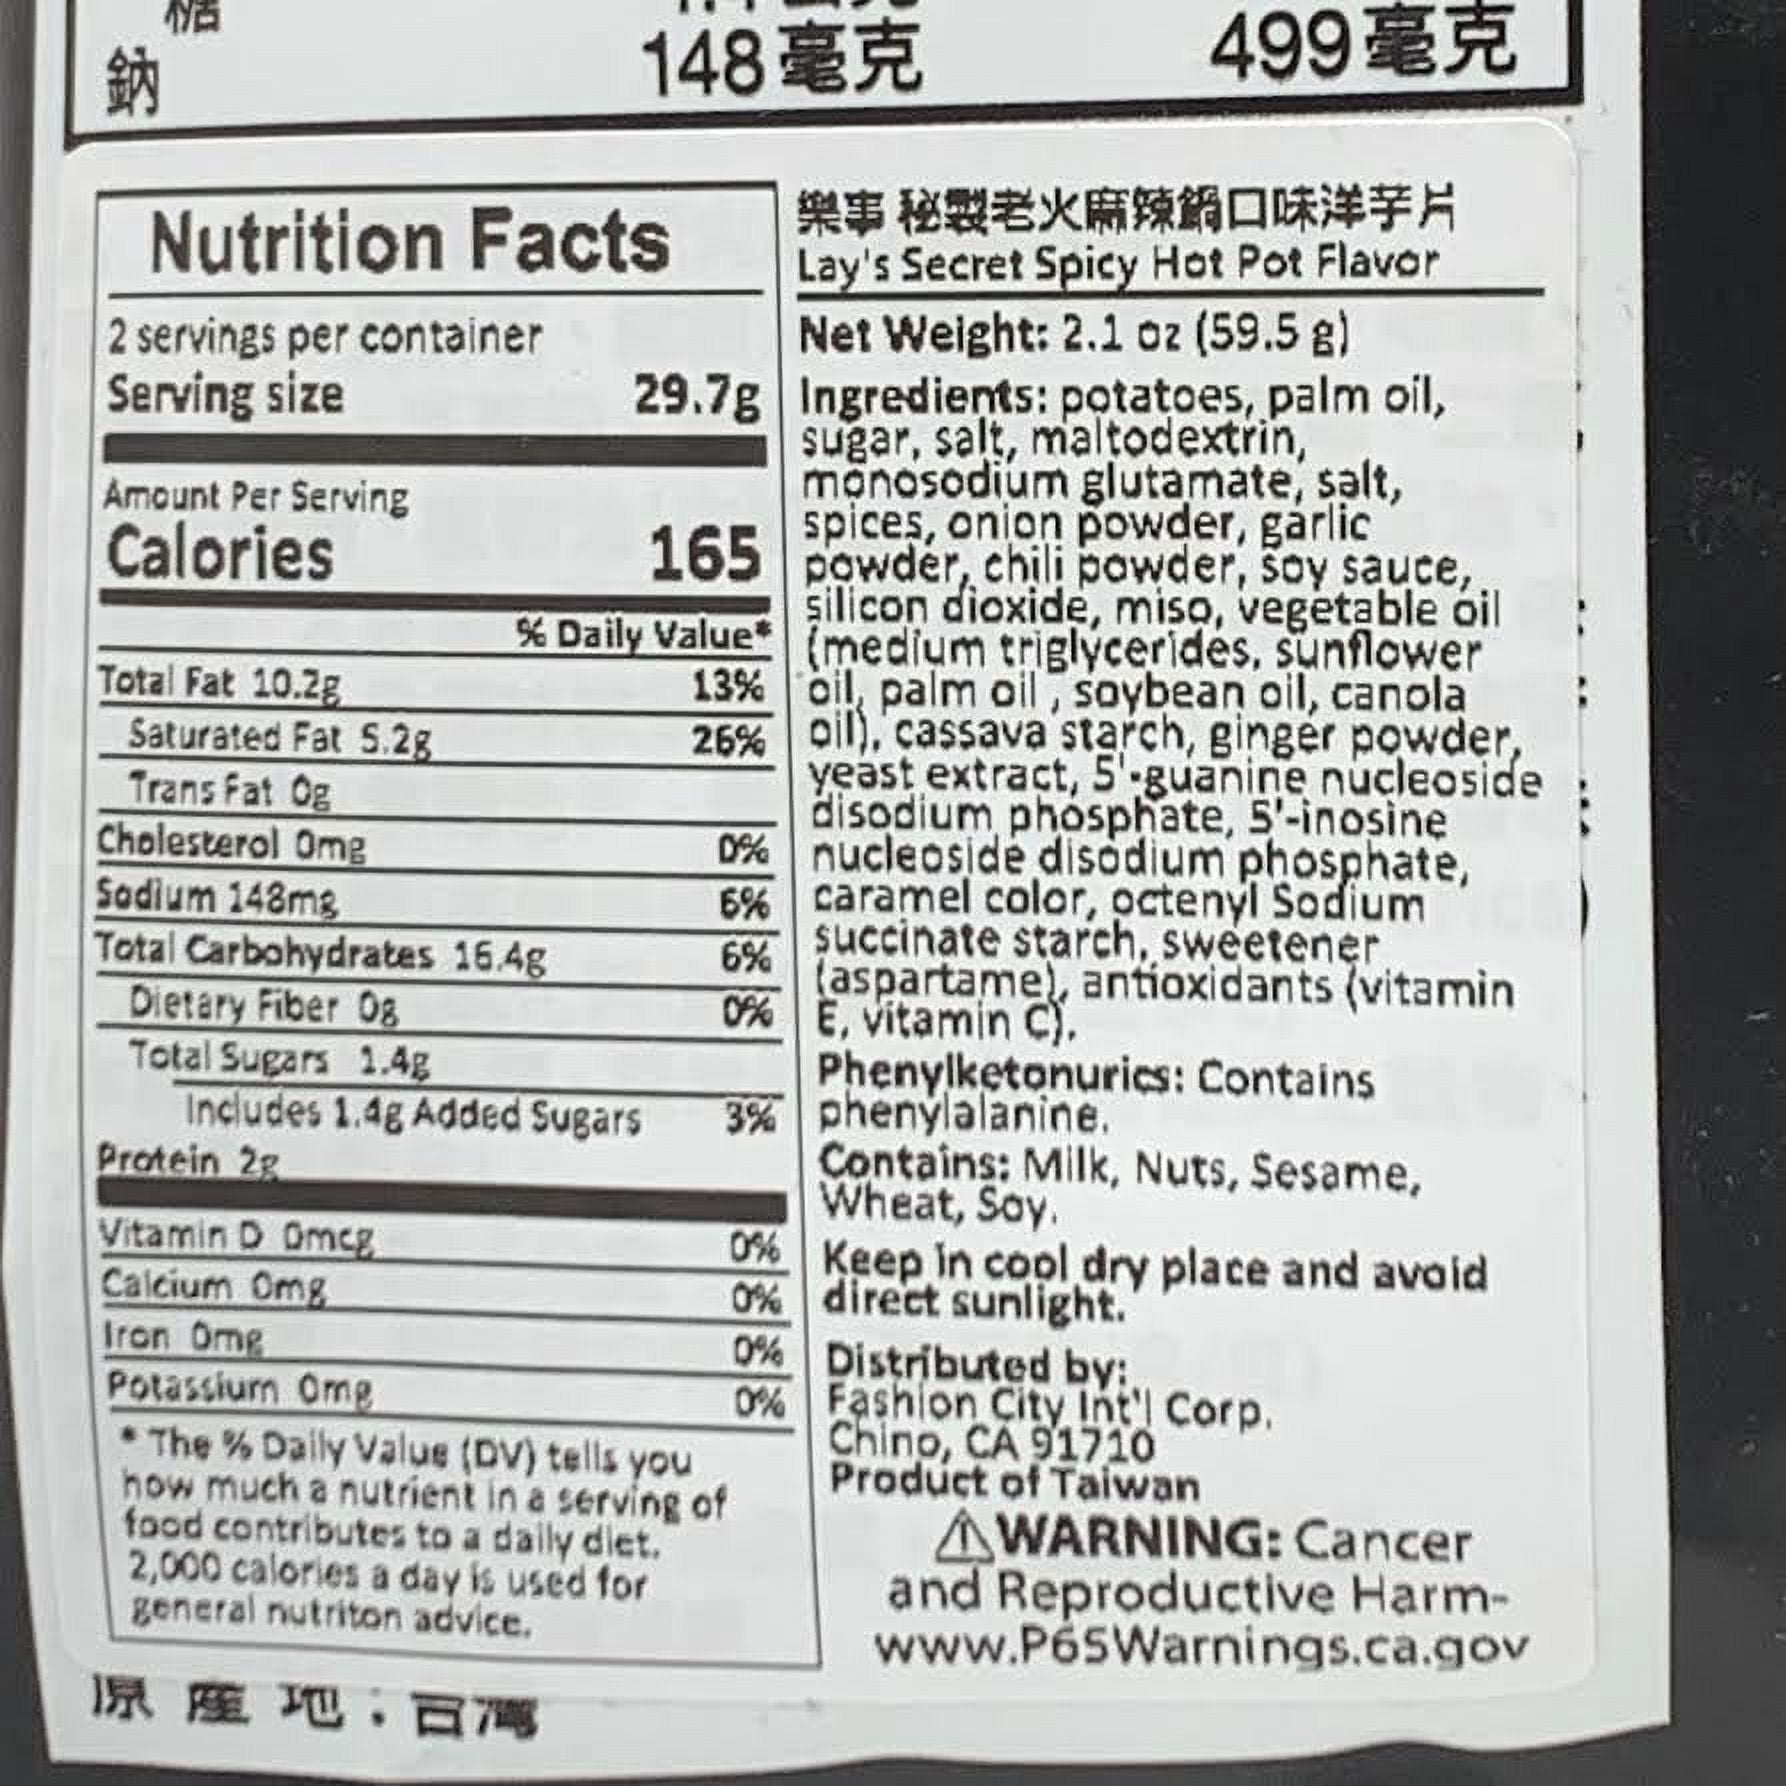 糖
鈉 148毫克 499毫克
Nutrition Facts
2 servings per container
Serving size 29.7g
Amount Per Serving
Calories 165
% Daily Value*
Total Fat 10.2g 13%
Saturated Fat 5.2g 26%
Trans Fat 0g
Cholesterol 0mg 0%
Sodium 148mg 6%
Total Carbohydrates 16.4g 6%
Dietary Fiber 0g 0%
Total Sugars 1.4g
Includes 1.4g Added Sugars 3%
Protein 2g
Vitamin D 0mcg 0%
Calcium 0mg 0%
Iron 0mg 0%
Potassium 0mg 0%
* The % Daily Value (DV) tells you
how much a nutrient in a serving of
food contributes to a daily diet.
2,000 calories a day is used for
general nutriton advice.
樂事 秘製老火麻辣鍋口味洋芋片
Lay's Secret Spicy Hot Pot Flavor
Net Weight: 2.1 oz (59.5 g)
Ingredients: potatoes, palm oil,
sugar, salt, maltodextrin,
monosodium glutamate, salt,
spices, onion powder, garlic
powder, chili powder, soy sauce,
silicon dioxide, miso, vegetable oil
(medium triglycerides, sunflower
oil, palm oil , soybean oil, canola
oil), cassava starch, ginger powder,
yeast extract, 5'-guanine nucleoside
disodium phosphate, 5'-inosine
nucleoside disodium phosphate,
caramel color, octenyl Sodium
succinate starch, sweetener
(aspartame), antioxidants (vitamin
E, vitamin C).
Phenylketonurics: Contains
phenylalanine.
Contains: Milk, Nuts, Sesame,
Wheat, Soy.
Keep in cool dry place and avoid
direct sunlight.
Distributed by:
Fashion City Int'l Corp.
Chino, CA 91710
Product of Taiwan
⚠WARNING: Cancer
and Reproductive Harm-
www.P65Warnings.ca.gov
原產地：台灣